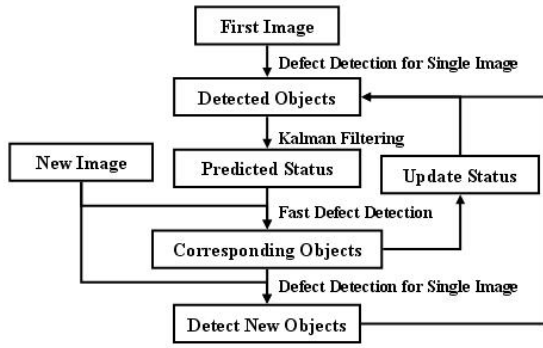 First Image
Defect Detection for Single Image
Detected Objects
Kalman Filtering
New Image
Predicted Status
Update Status
Fast Defect Detection
Corresponding Objects
Defect Detection for Single Image
Detect New Objects